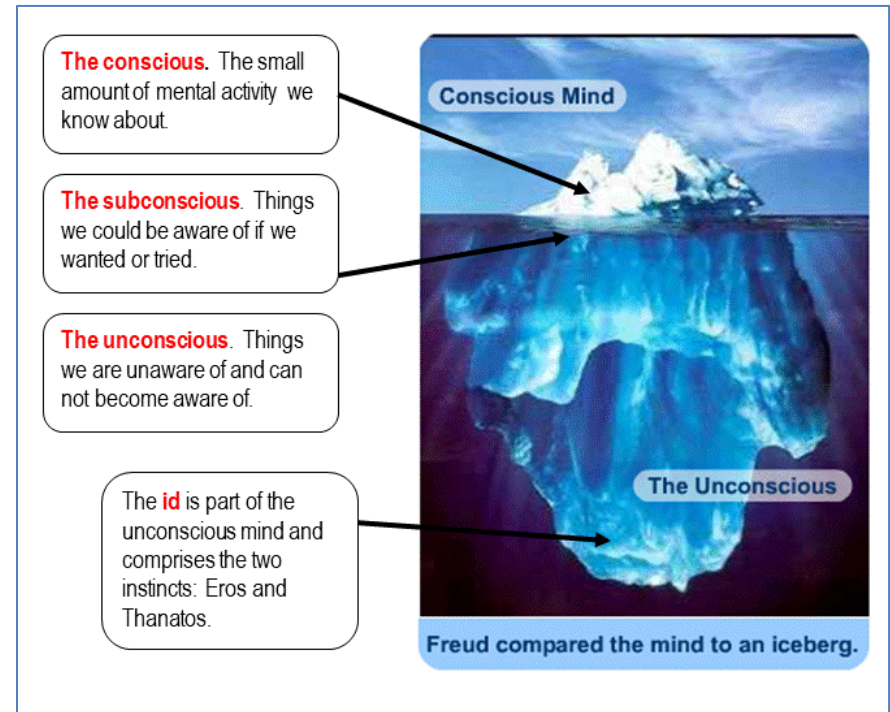 The conscious. The small
amount of mental activity we
know about.
The subconscious. Things
we could be aware of if we
wanted or tried.
The unconscious. Things
we are unaware of and can
not become aware of.
The id is part of the
unconscious mind and
comprises the two
instincts: Eros and
Thanatos.
Conscious Mind
The Unconscious
Freud compared the mind to an iceberg.